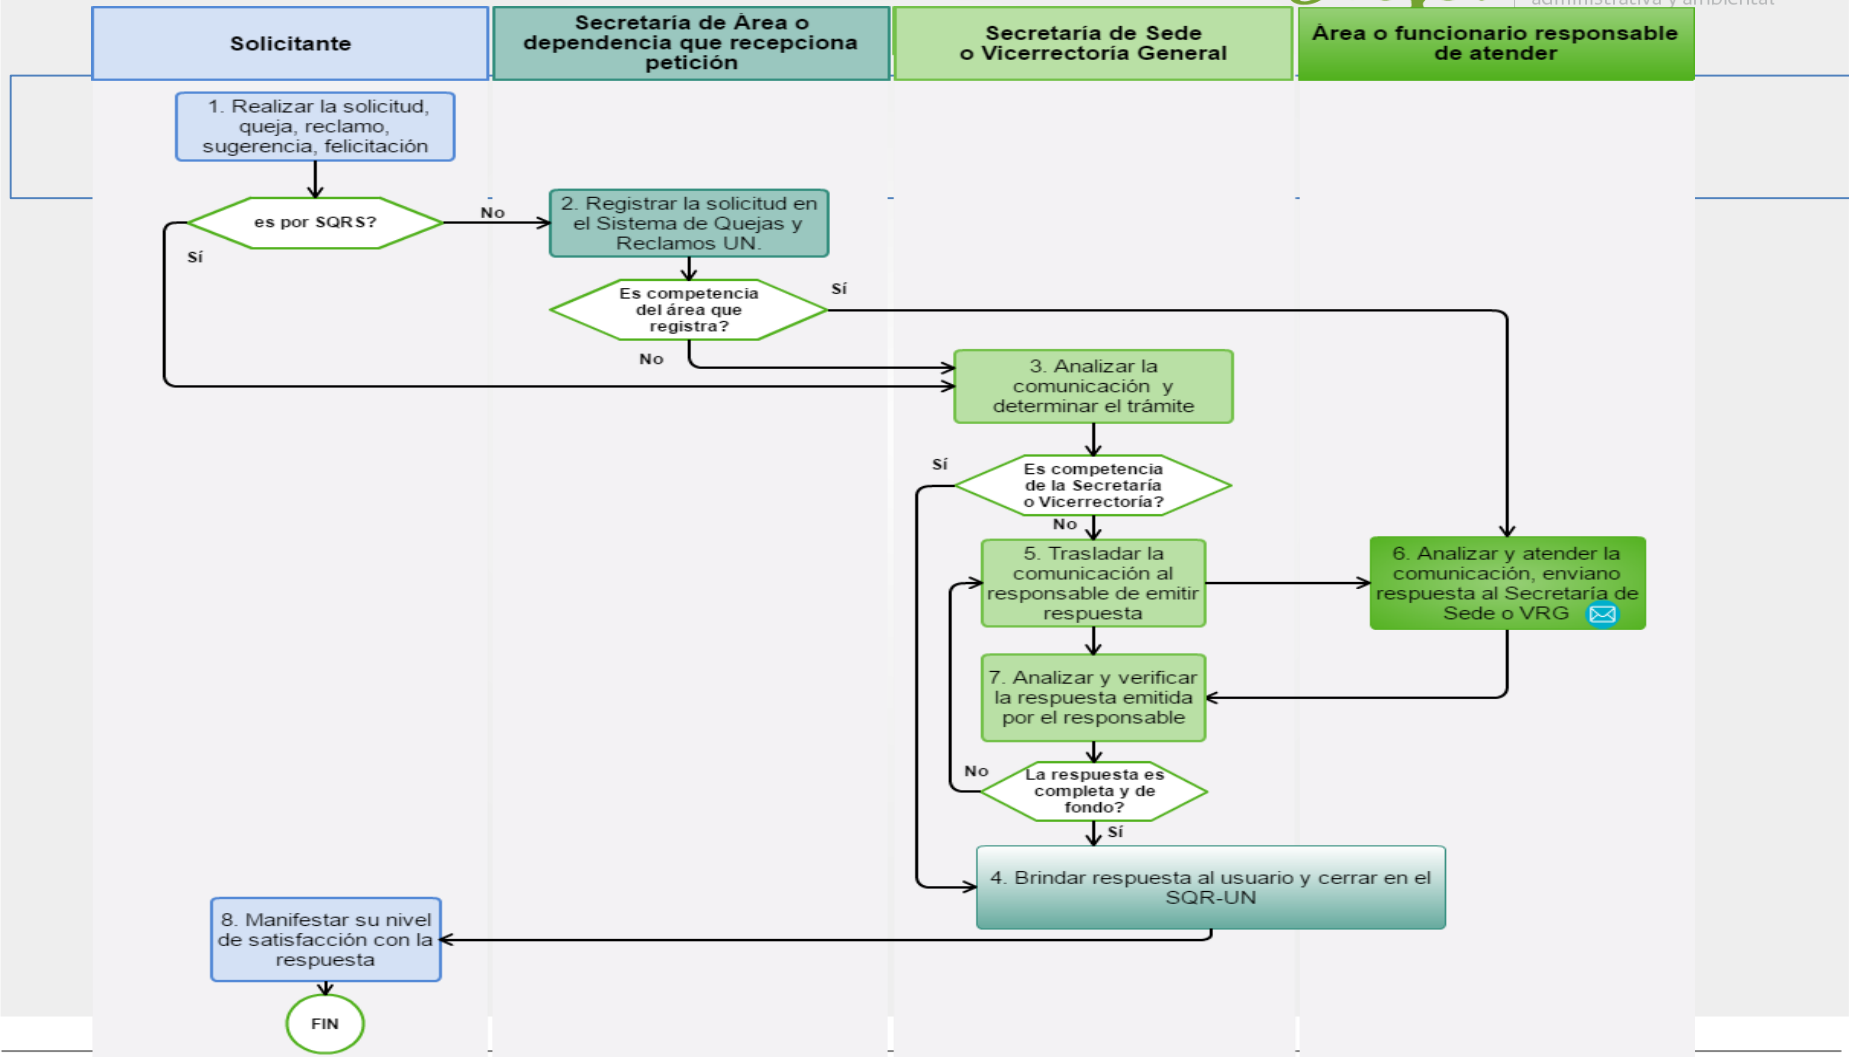 administrativa y ambiental
Solicitante
Secretaría de Área o
dependencia que recepciona
petición
Secretaría de Sede
o Vicerrectoría General
Área o funcionario responsable
de atender
1. Realizar la solicitud,
queja, reclamo,
sugerencia, felicitación
es por SQRS?
No
Sí
2. Registrar la solicitud en
el Sistema de Quejas y
Reclamos UN.
Es competencia
del área que
registra?
Sí
No
3. Analizar la
comunicación y
determinar el trámite
Es competencia
de la Secretaría
o Vicerrectoría?
Sí
No
5. Trasladar la
comunicación al
responsable de emitir
respuesta
6. Analizar y atender la
comunicación, enviano
respuesta al Secretaría de
Sede o VRG
7. Analizar y verificar
la respuesta emitida
por el responsable
La respuesta es
completa y de
fondo?
No
Sí
4. Brindar respuesta al usuario y cerrar en el
SQR-UN
8. Manifestar su nivel
de satisfacción con la
respuesta
FIN